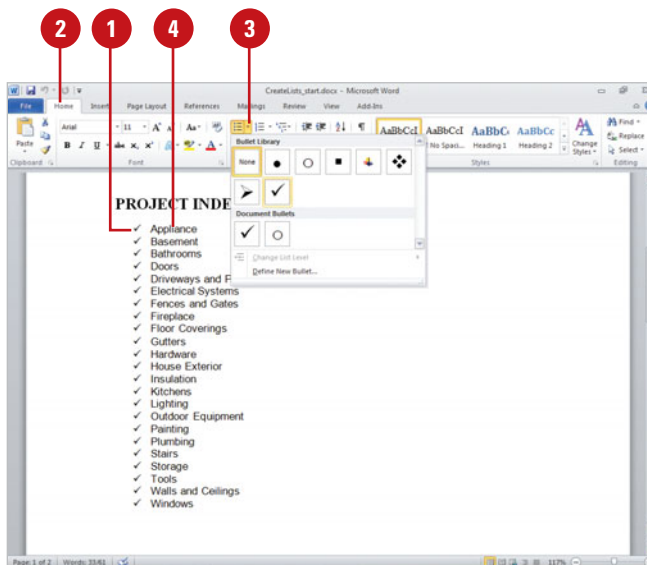 2 1 4 3
CreateLists_start.docx - Microsoft Word
File Home Insert Page Layout References Mailings Review View Add-Ins
Paste Arial 11 A A Aa B I U abc x, x² A AaBbCcI AaBbCcI AaBbC AaBbCc Change Styles Find Replace Select
No Spaci... Heading 1 Heading 2
Clipboard Font Styles Editing
Bullet Library
None
Document Bullets
Change List Level
Define New Bullet...
PROJECT INDE
✓ Appliance
✓ Basement
✓ Bathrooms
✓ Doors
✓ Driveways and
✓ Electrical Systems
✓ Fences and Gates
✓ Fireplace
✓ Floor Coverings
✓ Gutters
✓ Hardware
✓ House Exterior
✓ Insulation
✓ Kitchens
✓ Lighting
✓ Outdoor Equipment
✓ Painting
✓ Plumbing
✓ Stairs
✓ Storage
✓ Tools
✓ Walls and Ceilings
✓ Windows
Page: 1 of 2 Words: 33/61 117%